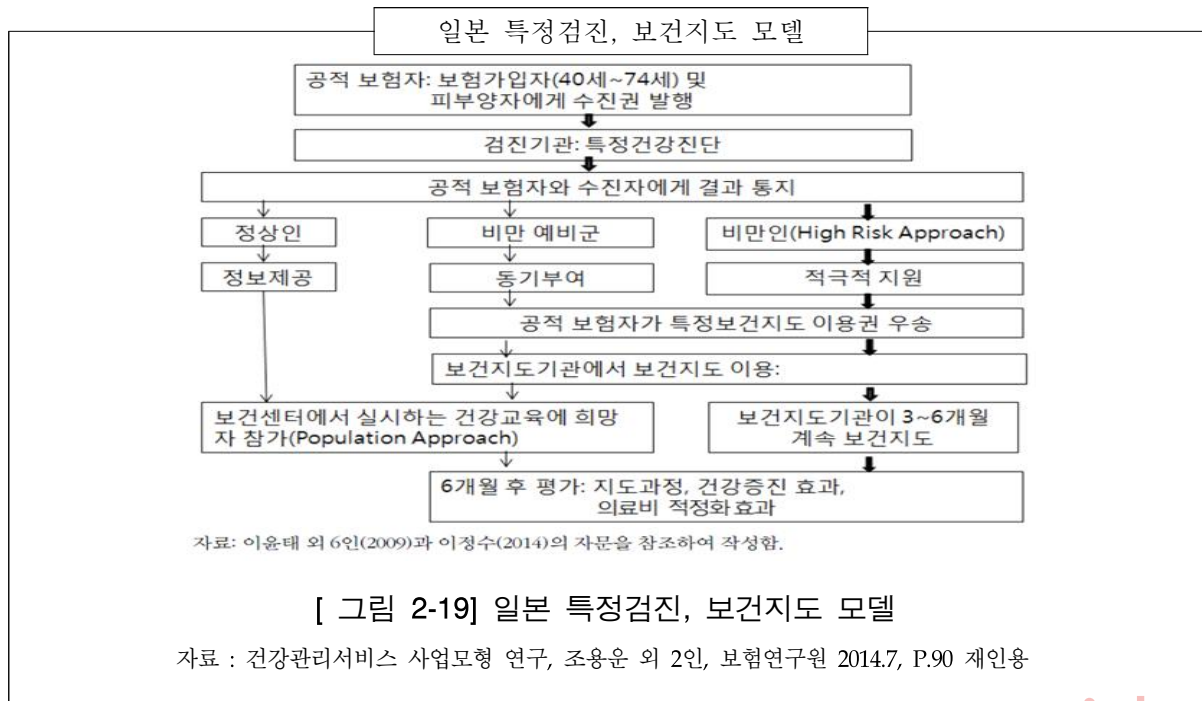 일본 특정검진, 보건지도 모델
공적 보험자: 보험가입자(40세~74세) 및
피부양자에게 수진권 발행
검진기관: 특정건강진단
공적 보험자와 수진자에게 결과 통지
정상인
비만 예비군
비만인(High Risk Approach)
정보제공
동기부여
적극적 지원
공적 보험자가 특정보건지도 이용권 우송
보건지도기관에서 보건지도 이용:
보건센터에서 실시하는 건강교육에 희망
자 참가(Population Approach)
보건지도기관이 3~6개월
계속 보건지도
6개월 후 평가: 지도과정, 건강증진 효과,
의료비 적정화 효과
자료: 이윤태 외 6인(2009)과 이정수(2014)의 자문을 참조하여 작성함.
[ 그림 2-19] 일본 특정검진, 보건지도 모델
자료 : 건강관리서비스 사업모형 연구, 조용운 외 2인, 보험연구원 2014.7, P.90 재인용